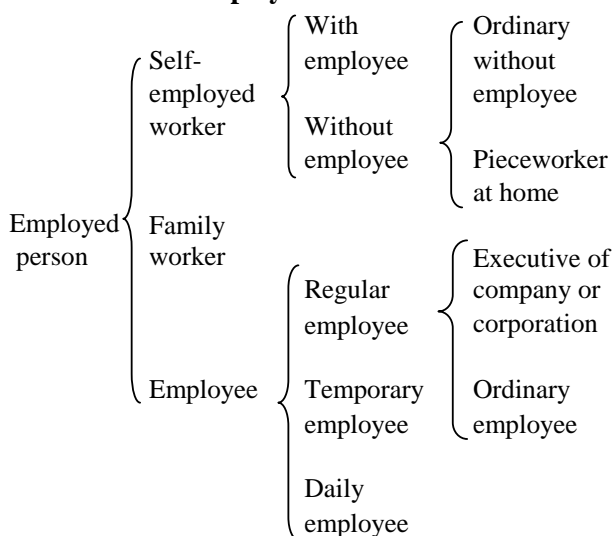 With
employee
Ordinary
without
employee
Self-
employed
worker
Without
employee
Pieceworker
at home
Employed
person
Family
worker
Executive of
company or
corporation
Regular
employee
Employee
Temporary
employee
Ordinary
employee
Daily
employee